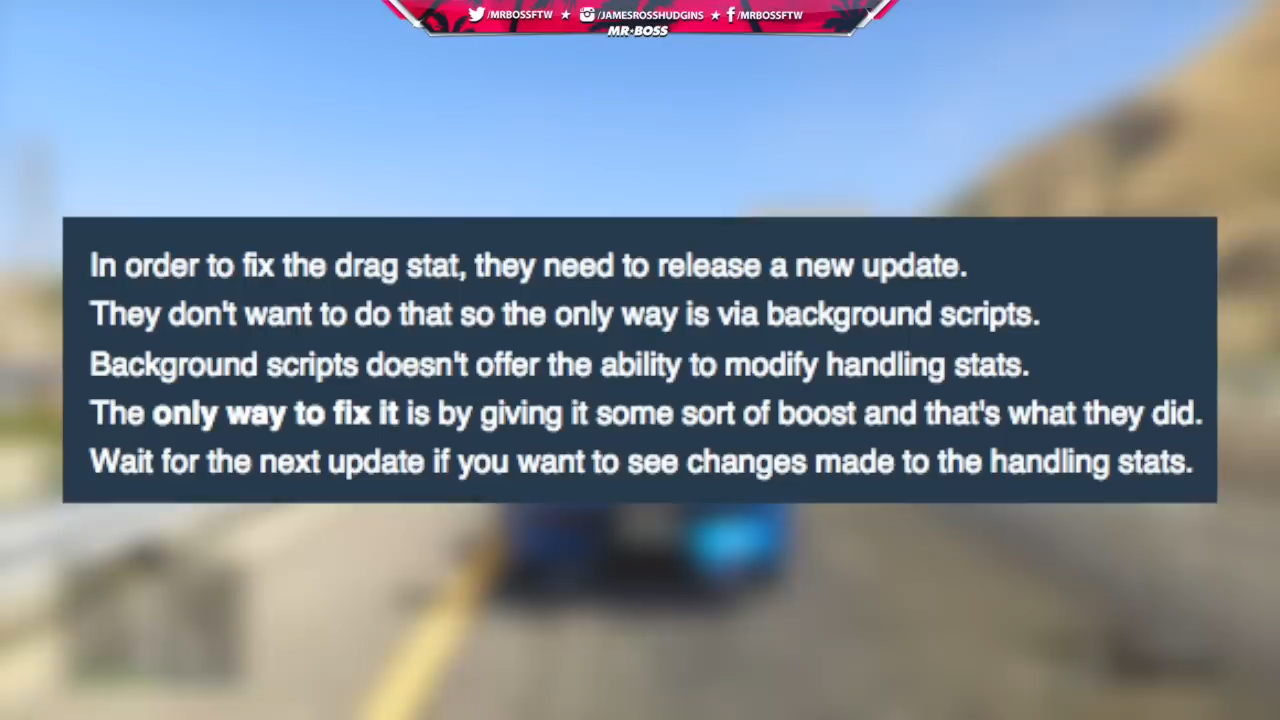 /MRBOSSFTW ★ /JAMESROSSHUDGINS ★ /MRBOSSFTW
MR·BOSS
In order to fix the drag stat, they need to release a new update.
They don't want to do that so the only way is via background scripts.
Background scripts doesn't offer the ability to modify handling stats.
The only way to fix it is by giving it some sort of boost and that's what they did.
Wait for the next update if you want to see changes made to the handling stats.